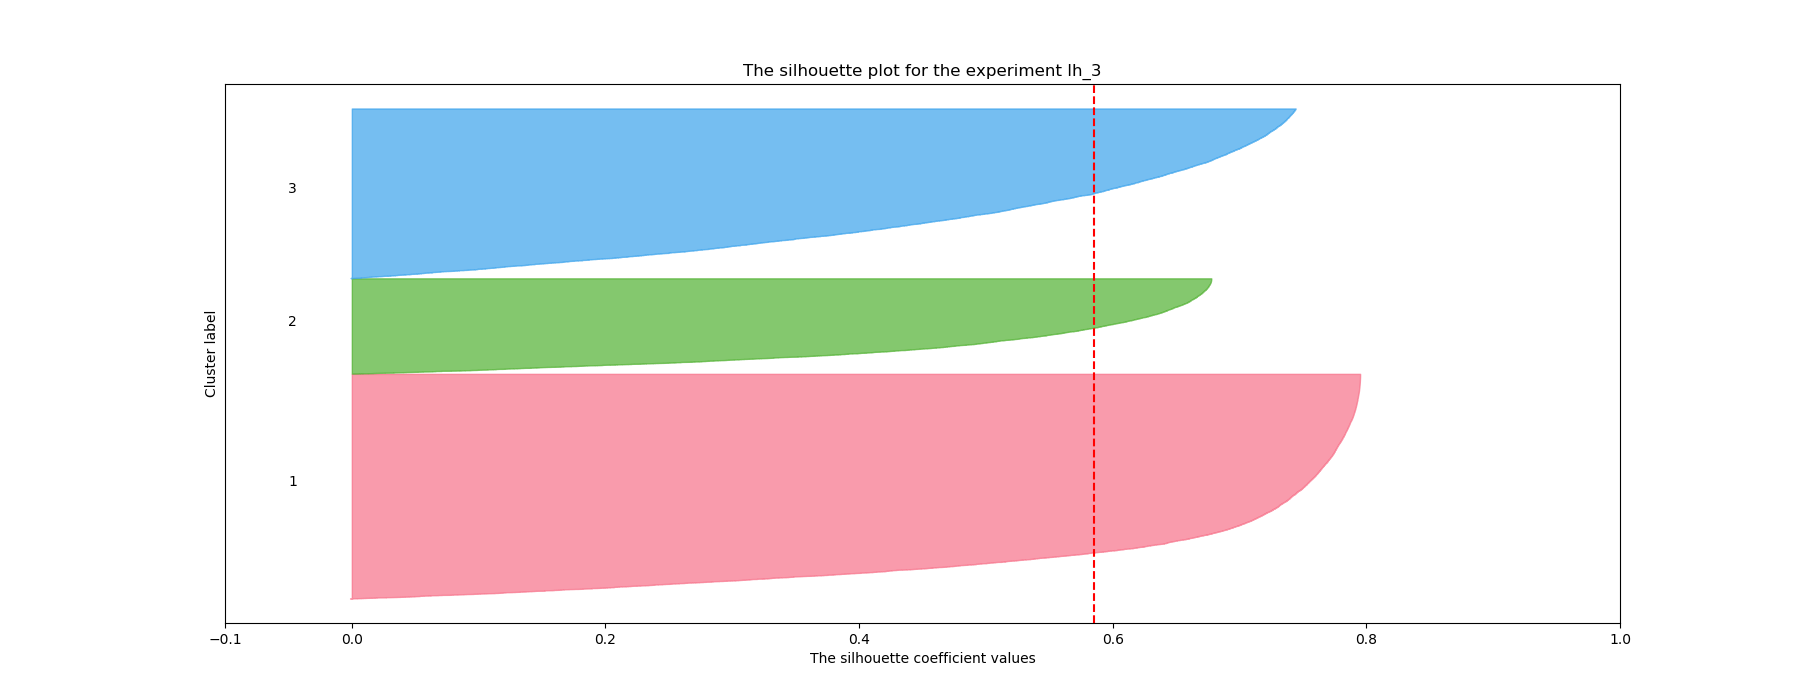 The silhouette plot for the experiment lh_3
3
2
1
Cluster label
−0.1 0.0 0.2 0.4 0.6 0.8 1.0
The silhouette coefficient values